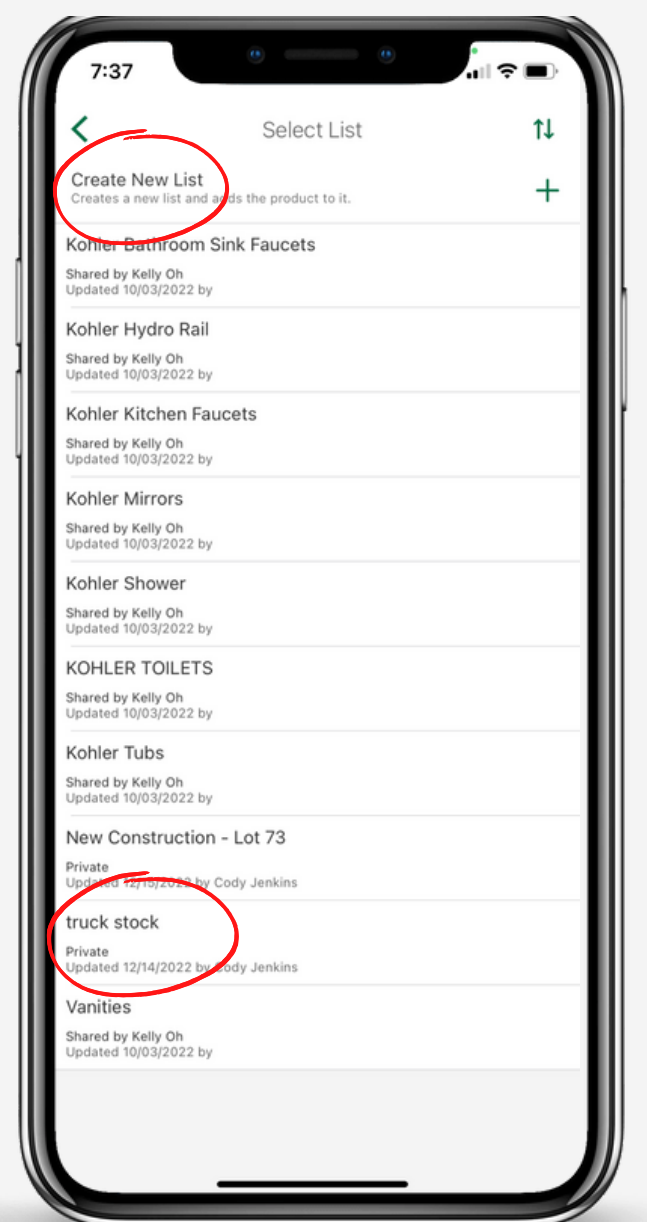 7:37
Select List
Create New List
Creates a new list and adds the product to it.
Kohler Bathroom Sink Faucets
Shared by Kelly Oh
Updated 10/03/2022 by
Kohler Hydro Rail
Shared by Kelly Oh
Updated 10/03/2022 by
Kohler Kitchen Faucets
Shared by Kelly Oh
Updated 10/03/2022 by
Kohler Mirrors
Shared by Kelly Oh
Updated 10/03/2022 by
Kohler Shower
Shared by Kelly Oh
Updated 10/03/2022 by
KOHLER TOILETS
Shared by Kelly Oh
Updated 10/03/2022 by
Kohler Tubs
Shared by Kelly Oh
Updated 10/03/2022 by
New Construction - Lot 73
Private
Updated 12/15/2022 by Cody Jenkins
truck stock
Private
Updated 12/14/2022 by Cody Jenkins
Vanities
Shared by Kelly Oh
Updated 10/03/2022 by